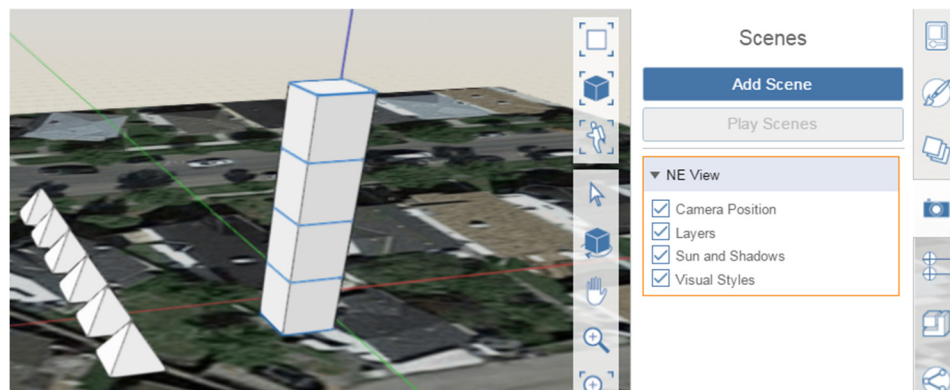 Scenes
Add Scene
Play Scenes
NE View
Camera Position
Layers
Sun and Shadows
Visual Styles